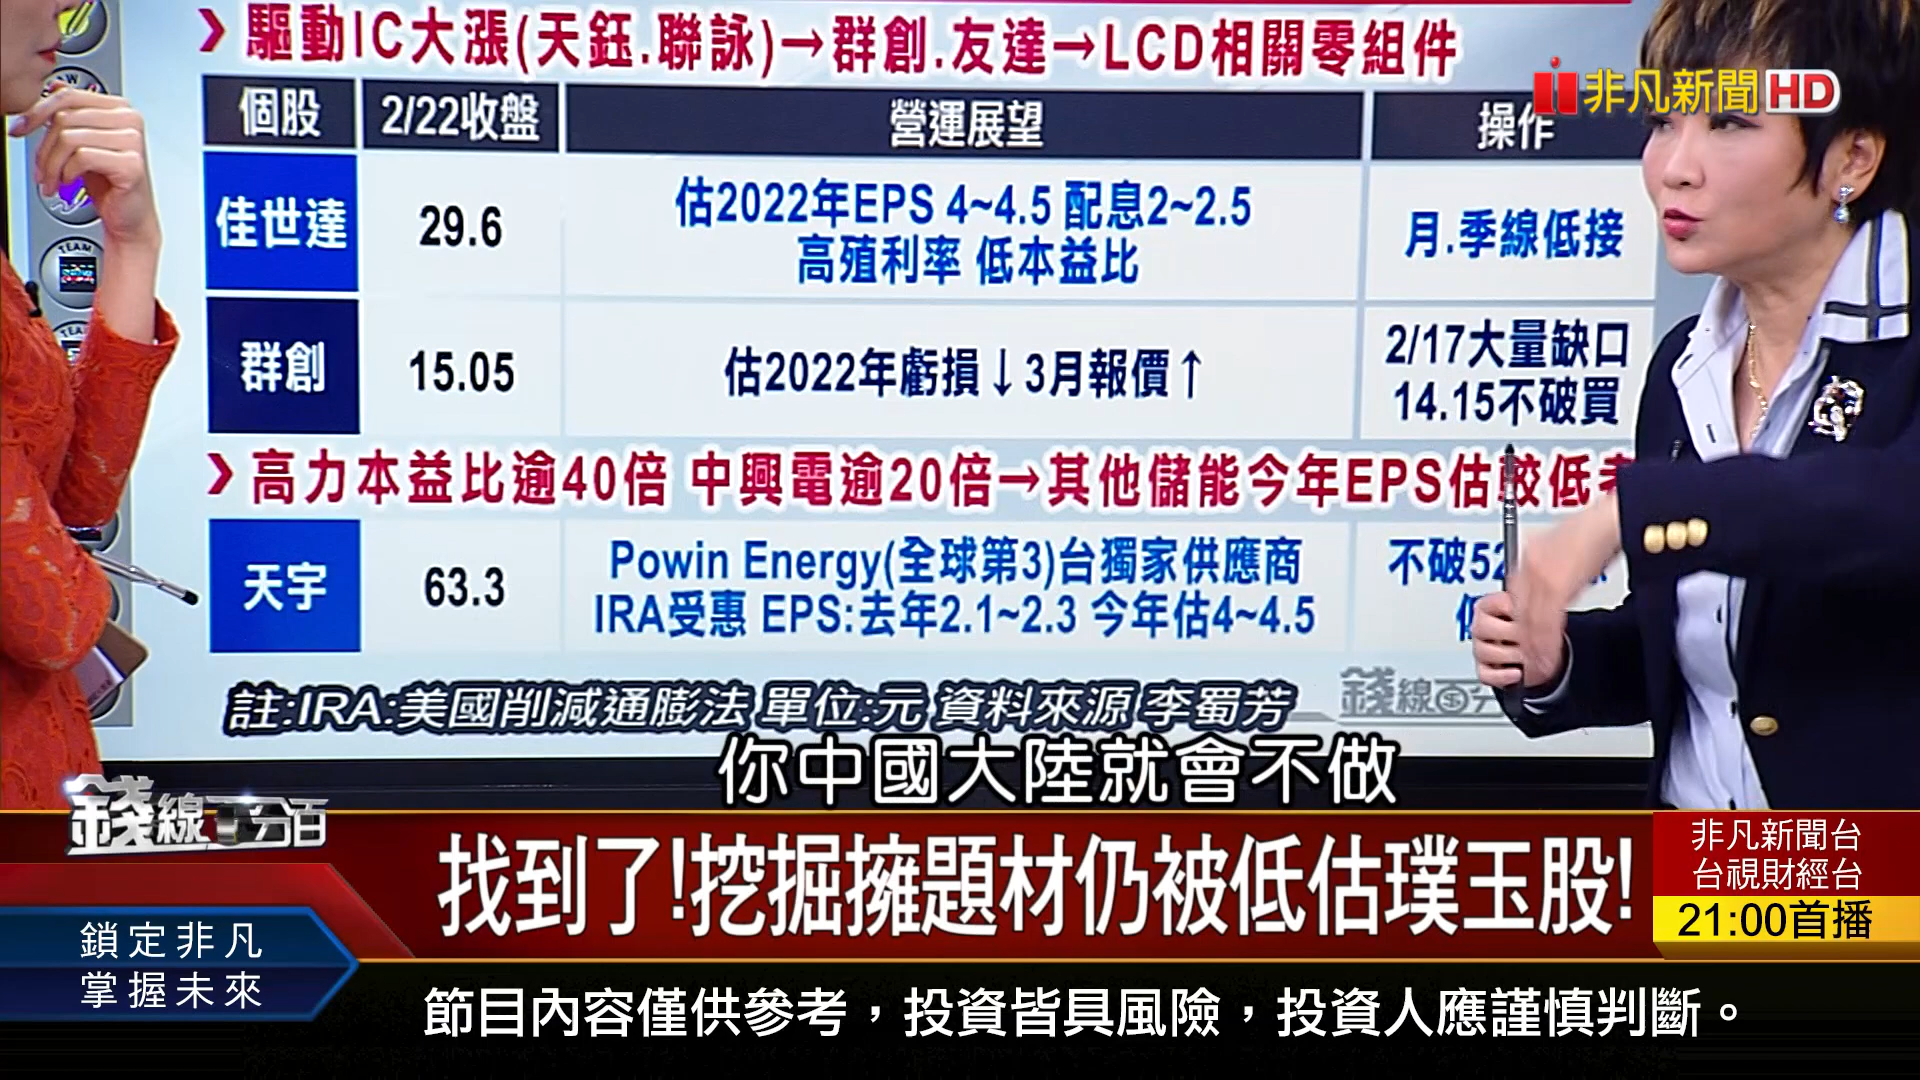 驅動IC大漲(天鈺.聯詠)→群創.友達→LCD相關零組件
非凡新聞HD
個股 2/22收盤 營運展望 操作
佳世達 29.6 估2022年EPS 4~4.5 配息2~2.5
高殖利率 低本益比
月.季線低接
群創 15.05 估2022年虧損↓3月報價↑
2/17大量缺口
14.15不破買
高力本益比逾40倍 中興電逾20倍→其他儲能今年EPS估較低
天宇 63.3 Powin Energy(全球第3)台獨家供應商
IRA受惠 EPS:去年2.1~2.3 今年估4~4.5
不破52
TEAM
註:IRA:美國削減通膨法 單位:元 資料來源 李蜀芳
錢線百分
你中國大陸就會不做
錢線百分百
找到了!挖掘擁題材仍被低估璞玉股!
非凡新聞台
台視財經台
21:00首播
鎖定非凡
掌握未來
節目內容僅供參考，投資皆具風險，投資人應謹慎判斷。